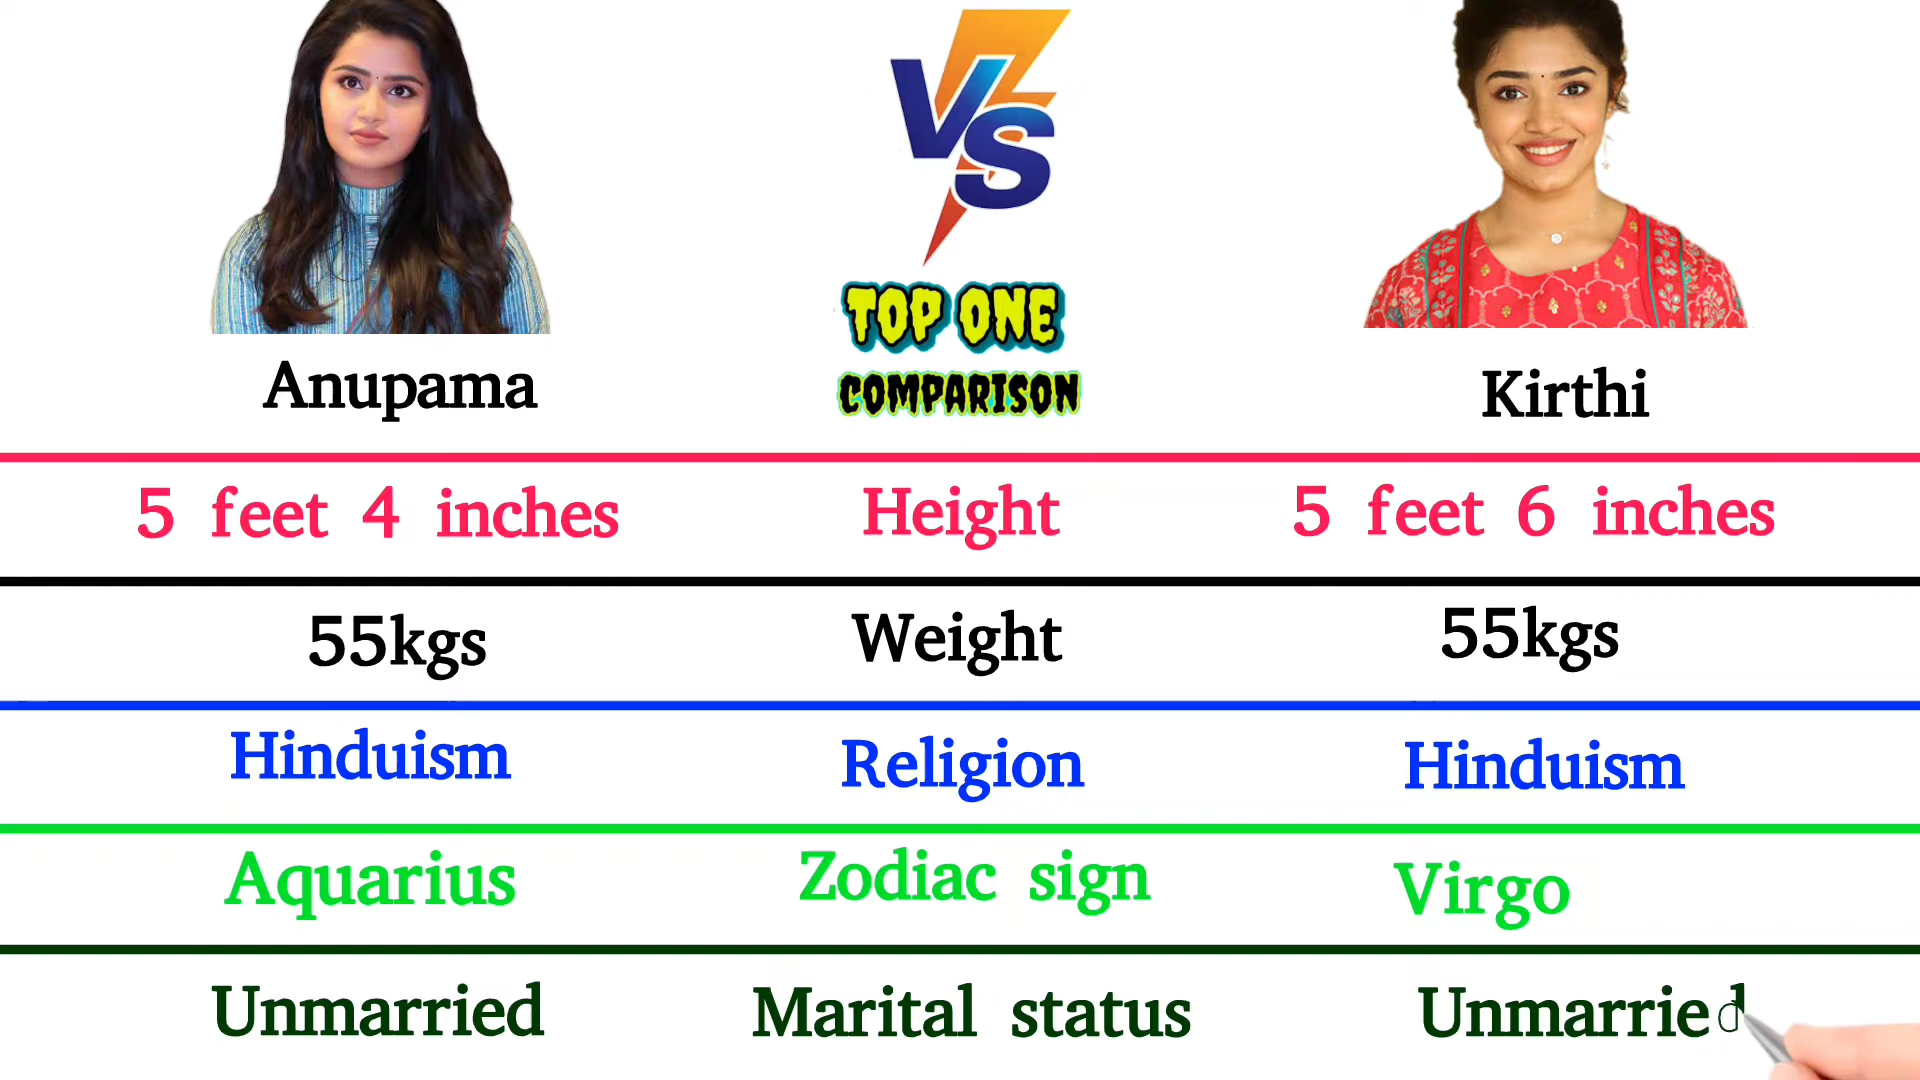 VS
TOP ONE
COMPARISON
Anupama Kirthi
5 feet 4 inches Height 5 feet 6 inches
55kgs Weight 55kgs
Hinduism Religion Hinduism
Aquarius Zodiac sign Virgo
Unmarried Marital status Unmarried